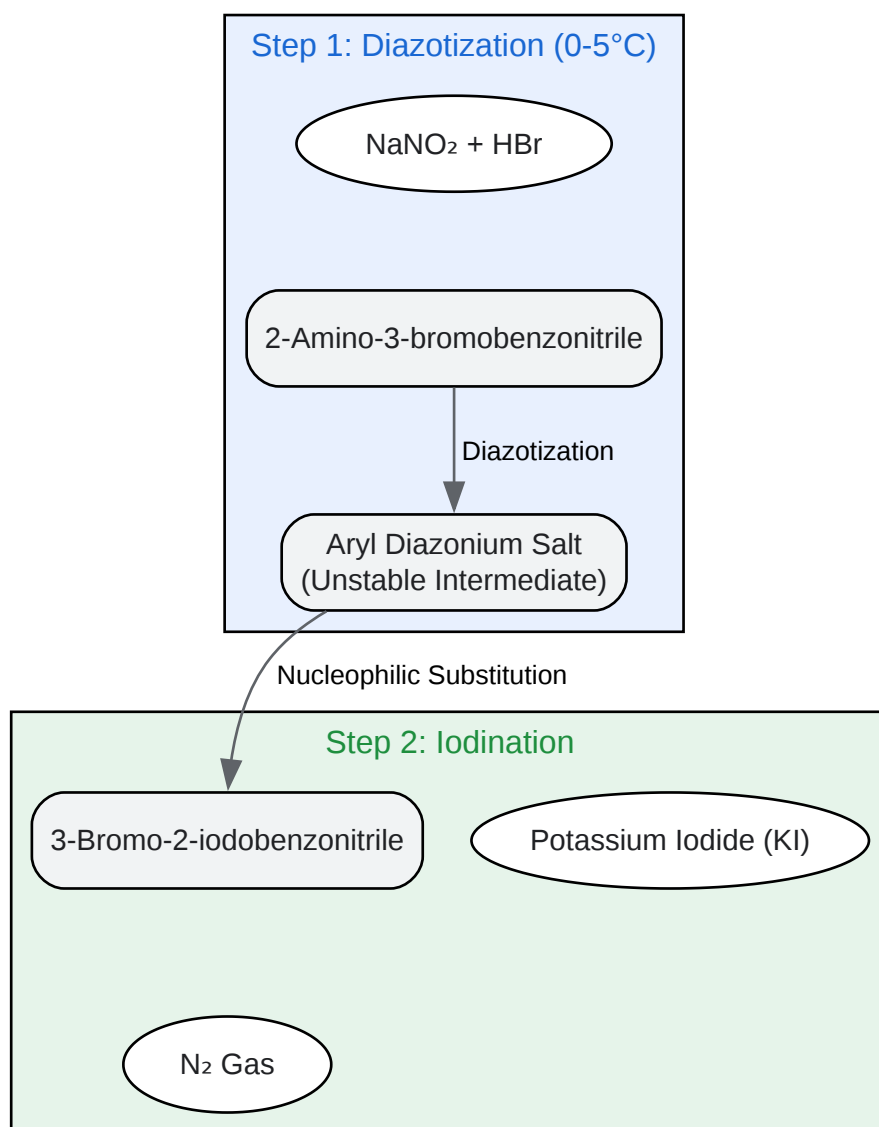 Step 1: Diazotization (0-5°C)
NaNO₂ + HBr
2-Amino-3-bromobenzonitrile
Diazotization
Aryl Diazonium Salt
(Unstable Intermediate)
Nucleophilic Substitution
Step 2: Iodination
3-Bromo-2-iodobenzonitrile
Potassium Iodide (KI)
N₂ Gas